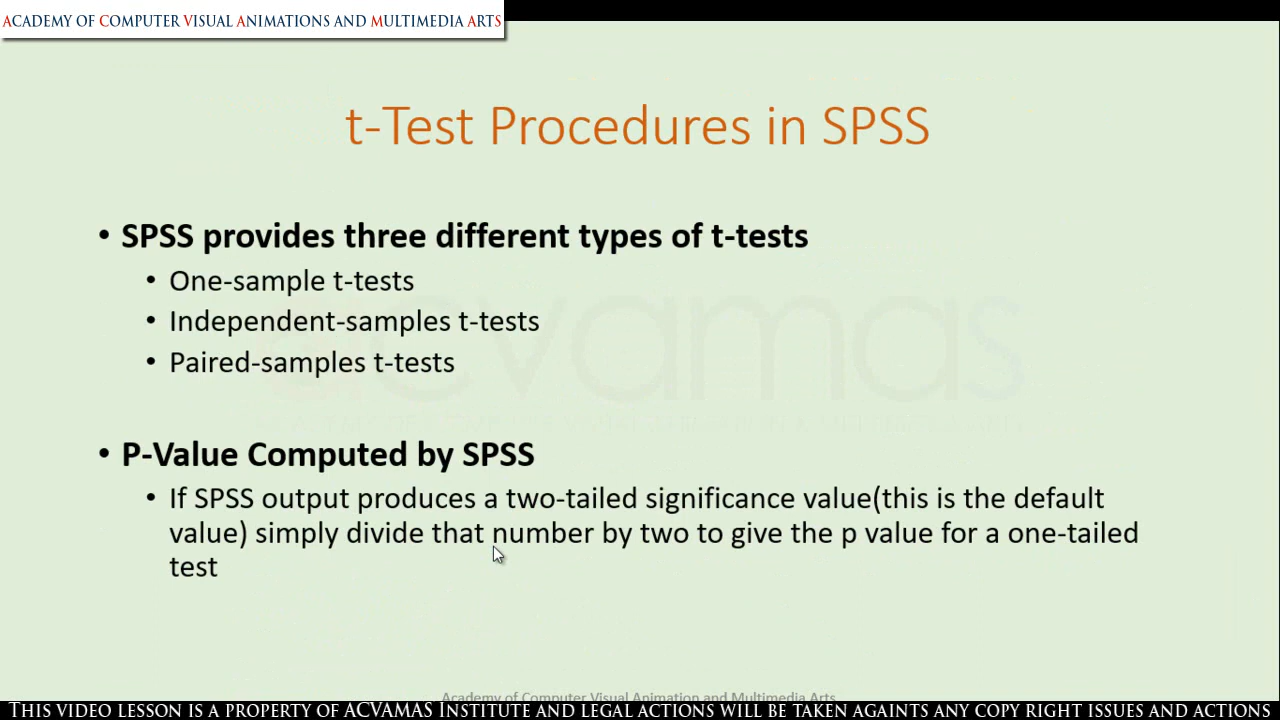 ACADEMY OF COMPUTER VISUAL ANIMATIONS AND MULTIMEDIA ARTS
t-Test Procedures in SPSS
• SPSS provides three different types of t-tests
• One-sample t-tests
• Independent-samples t-tests
• Paired-samples t-tests
acvamas
• P-Value Computed by SPSS
• If SPSS output produces a two-tailed significance value(this is the default
value) simply divide that number by two to give the p value for a one-tailed
test
Academy of Computer Visual Animation and Multimedia Arts
THIS VIDEO LESSON IS A PROPERTY OF ACVAMAS INSTITUTE AND LEGAL ACTIONS WILL BE TAKEN AGAINTS ANY COPY RIGHT ISSUES AND ACTIONS